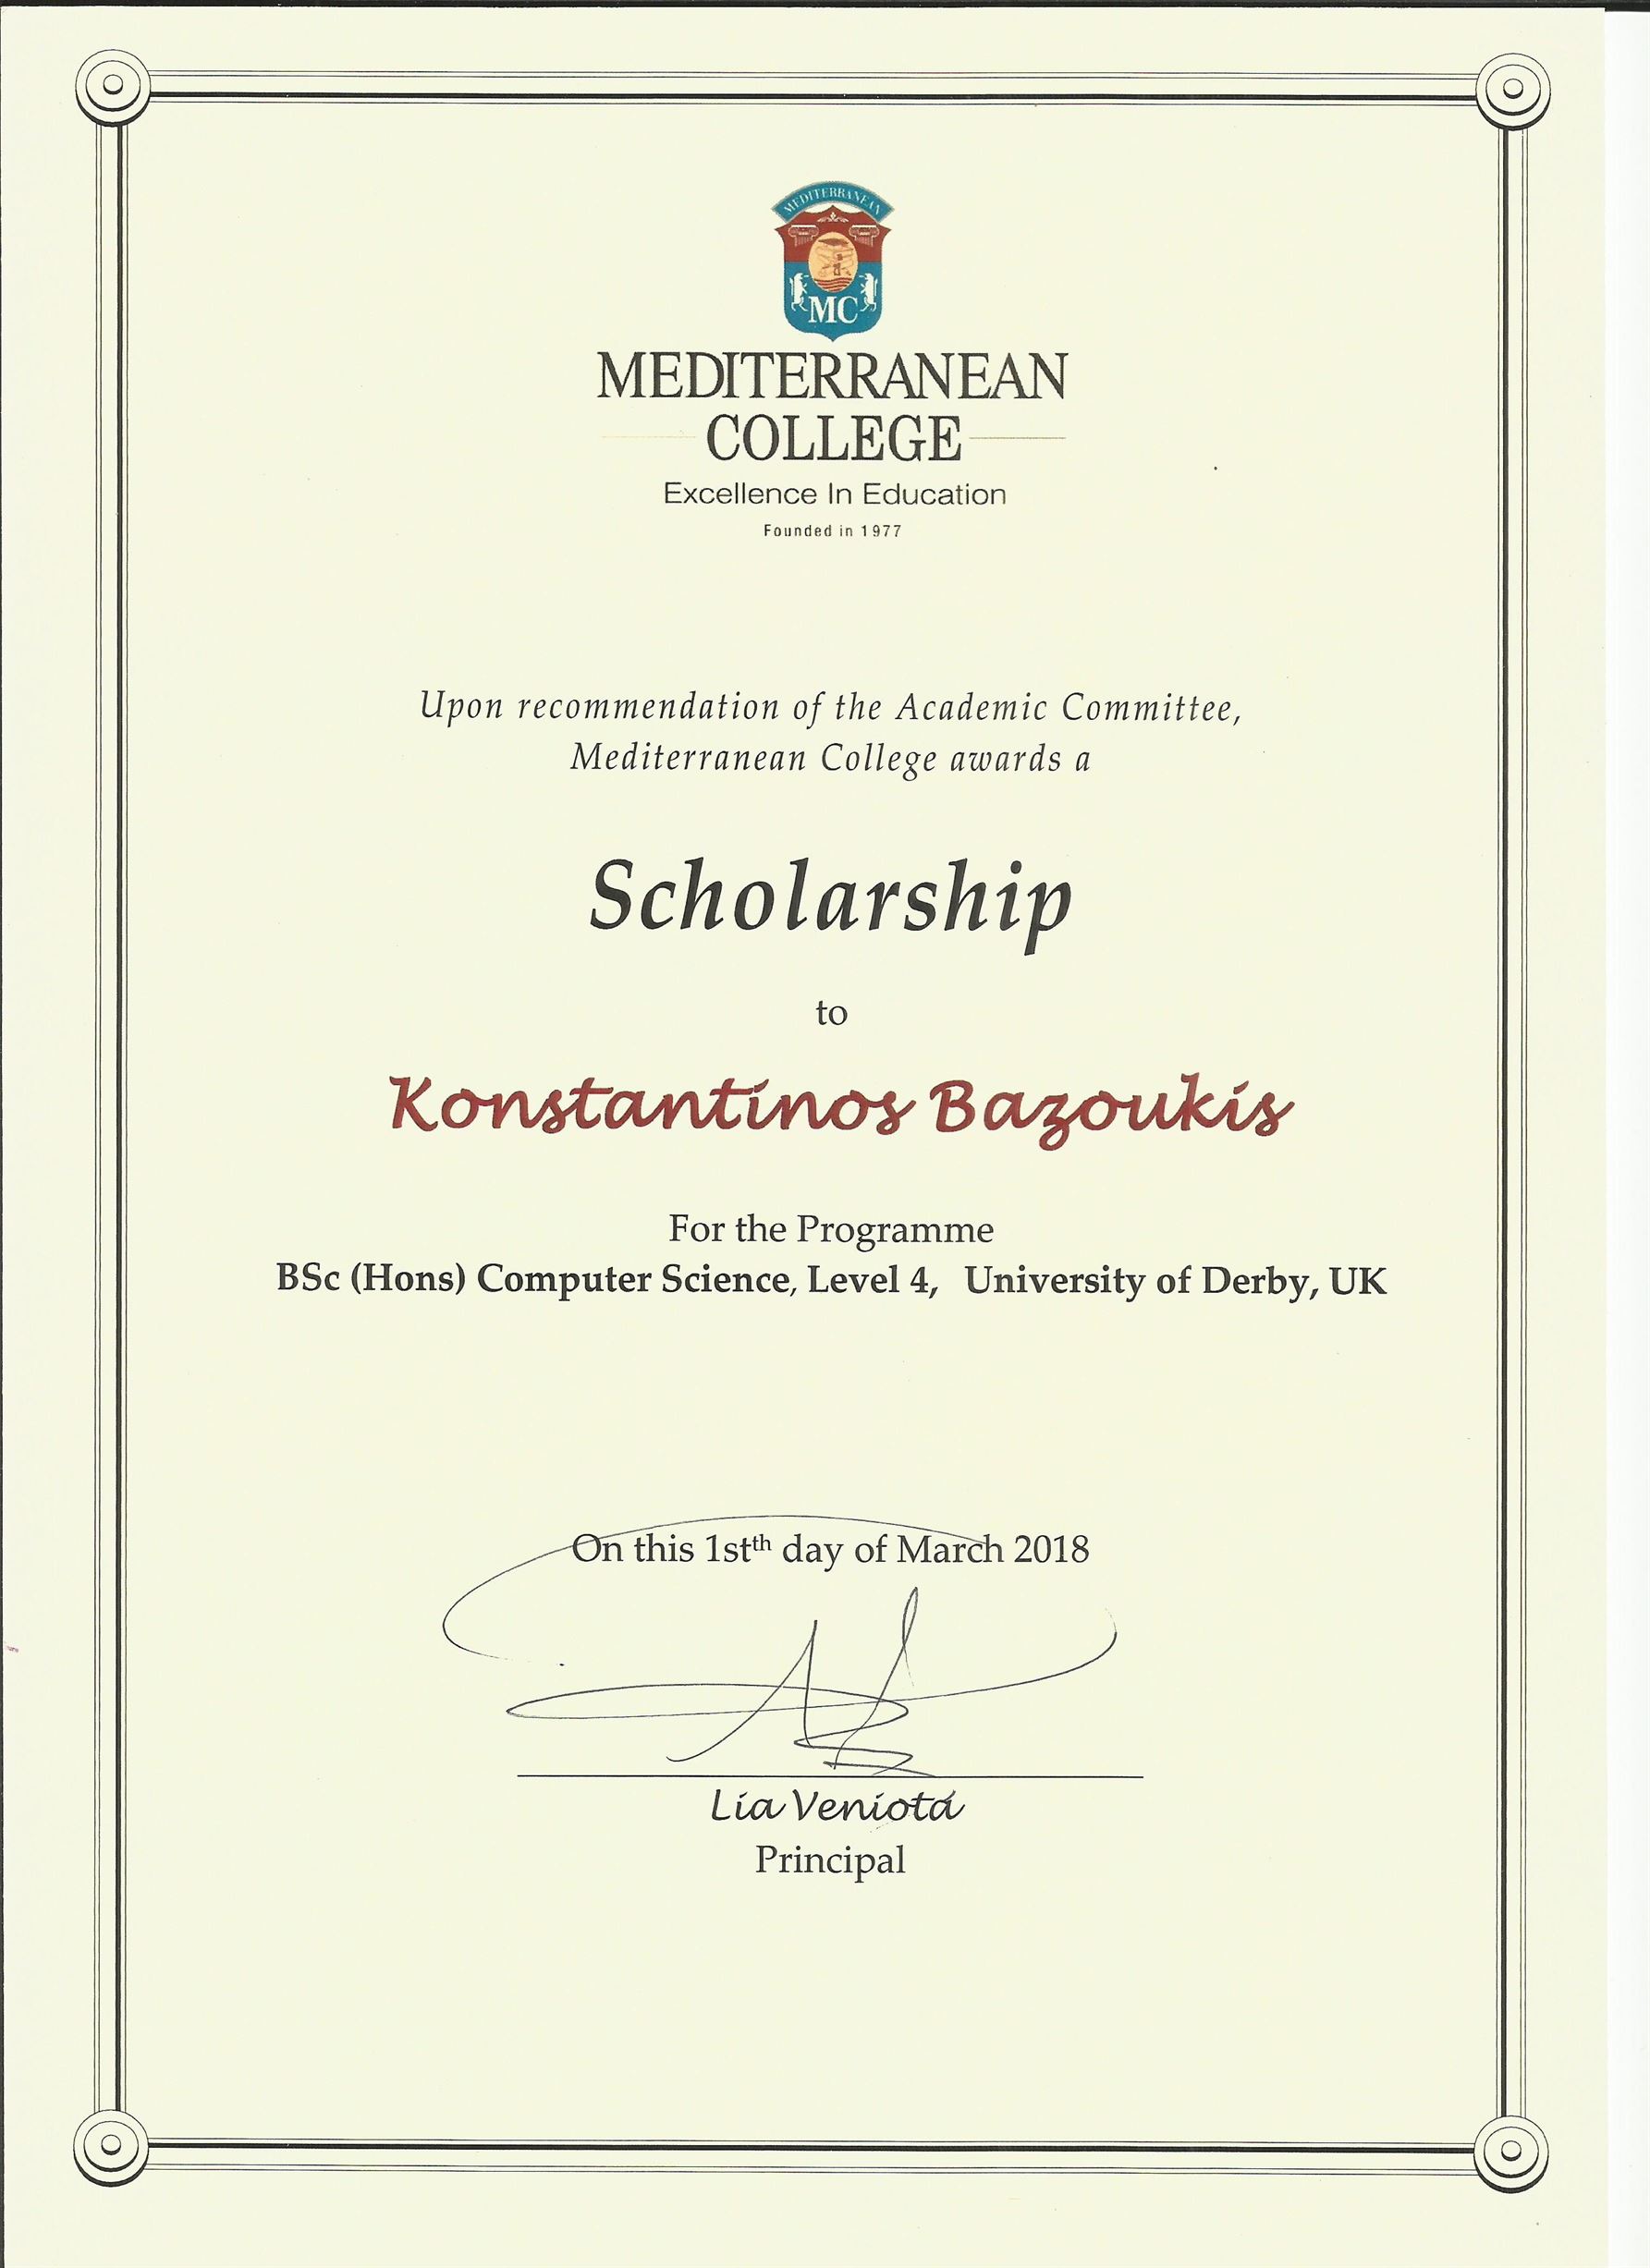 MEDITERRANEAN
MC
MEDITERRANEAN
COLLEGE
Excellence In Education
Founded in 1977
Upon recommendation of the Academic Committee,
Mediterranean College awards a
Scholarship
to
Konstantinos Bazoukis
For the Programme
BSc (Hons) Computer Science, Level 4, University of Derby, UK
On this 1stth day of March 2018
Lia Veniotá
Principal